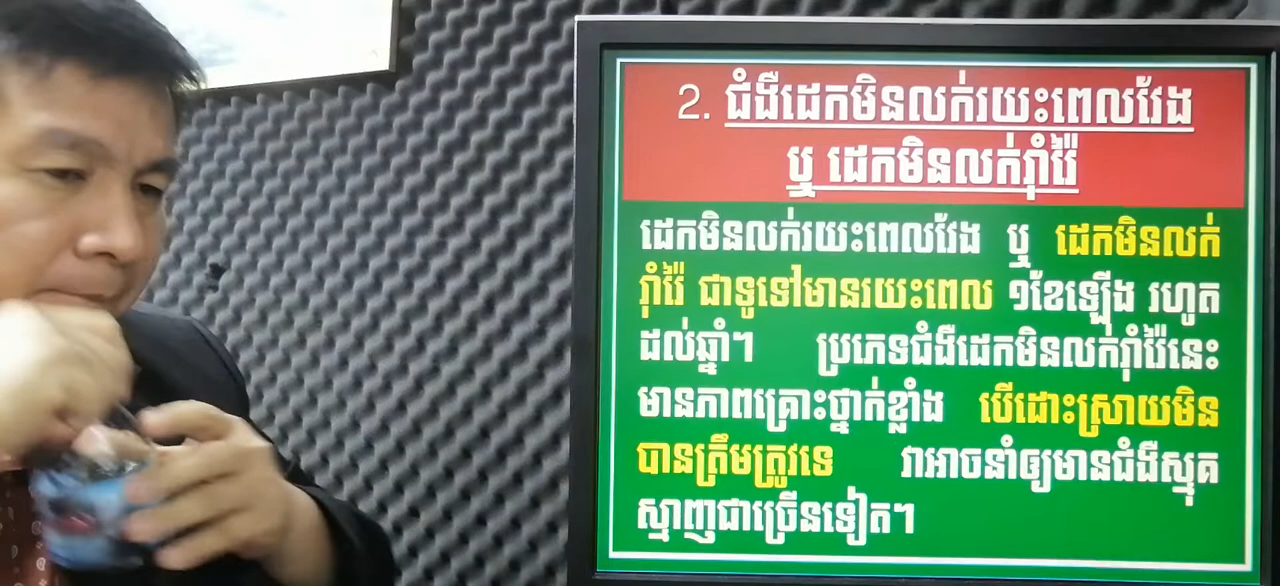 2. ជំងឺដេកមិនលក់រយះពេលវែង
ឬ ដេកមិនលក់រ៉ាំរ៉ៃ
ដេកមិនលក់រយះពេលវែង ឬ ដេកមិនលក់
រ៉ាំរ៉ៃ ជាទូទៅមានរយះពេល ១ខែឡើង រហូត
ដល់ឆ្នាំ។ ប្រភេទជំងឺដេកមិនលក់រ៉ាំរ៉ៃនេះ
មានភាពគ្រោះថ្នាក់ខ្លាំង បើដោះស្រាយមិន
បានត្រឹមត្រូវទេ វាអាចនាំឲ្យមានជំងឺស្មុគ
ស្មាញជាច្រើនទៀត។